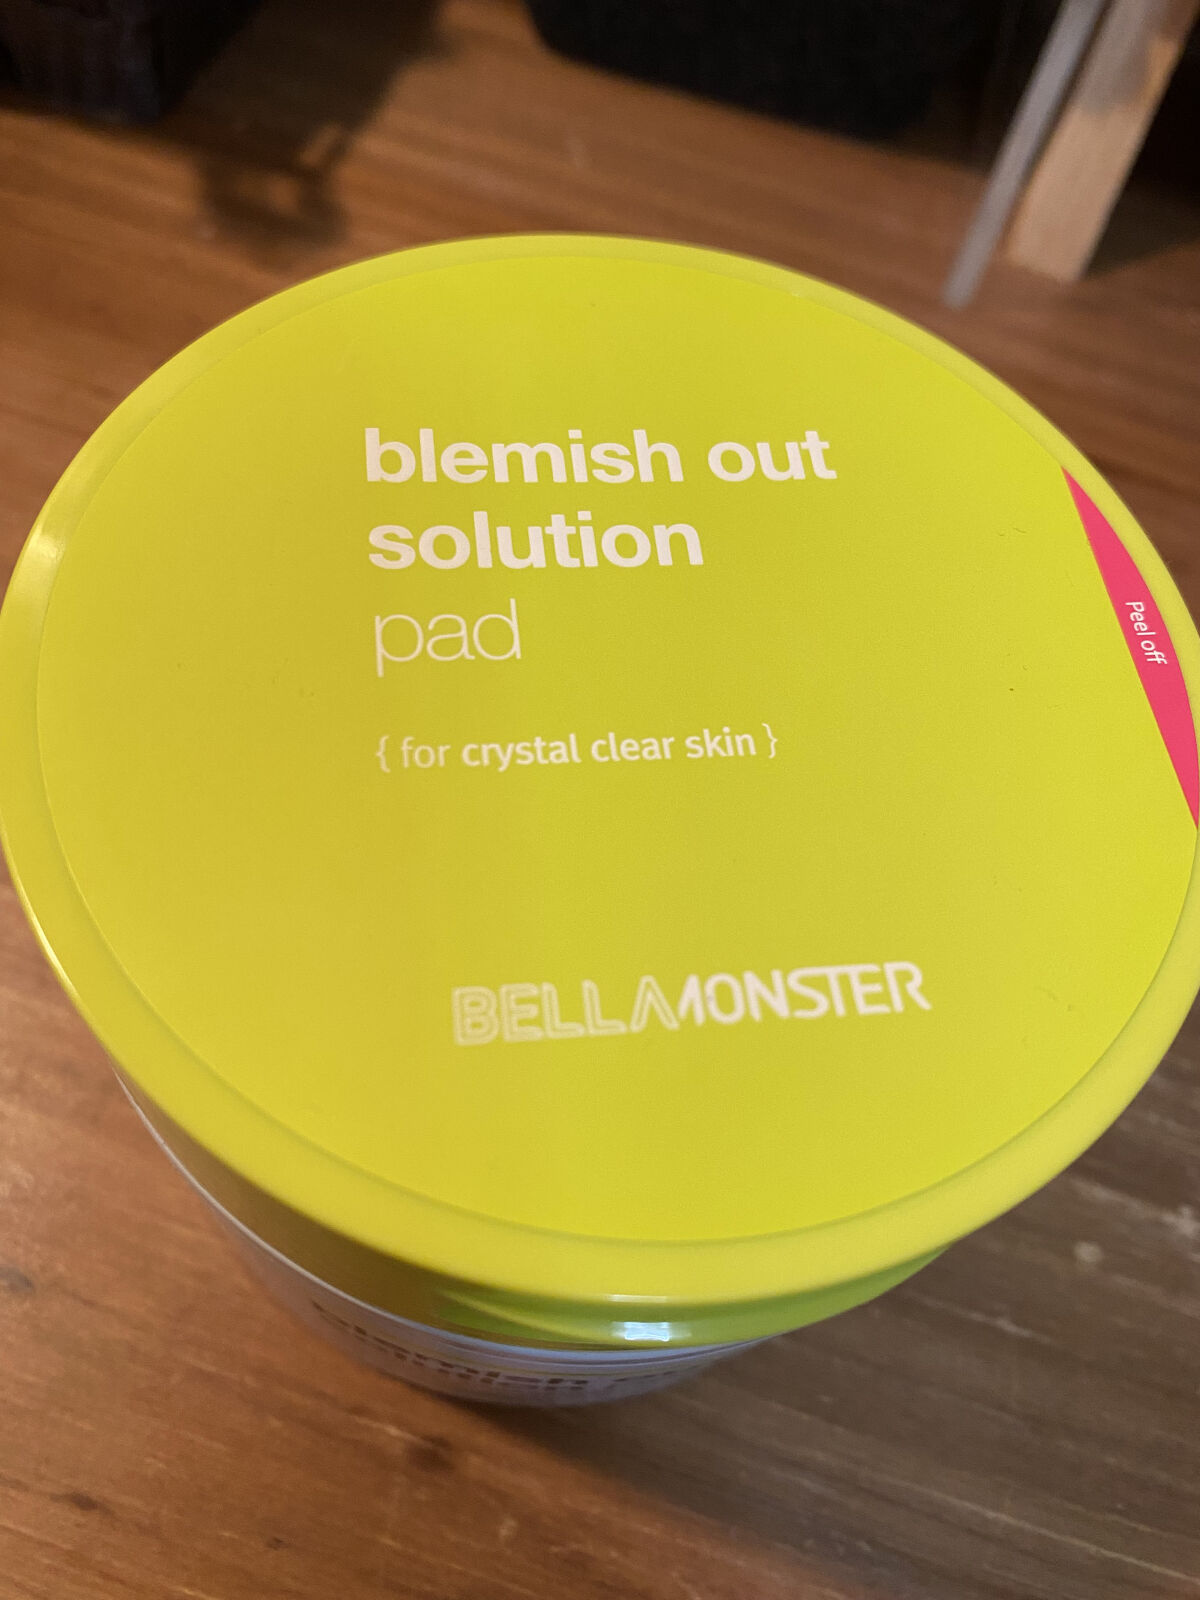 blemish out
solution
pad
{ for crystal clear skin }
Peel off
BELLAMONSTER